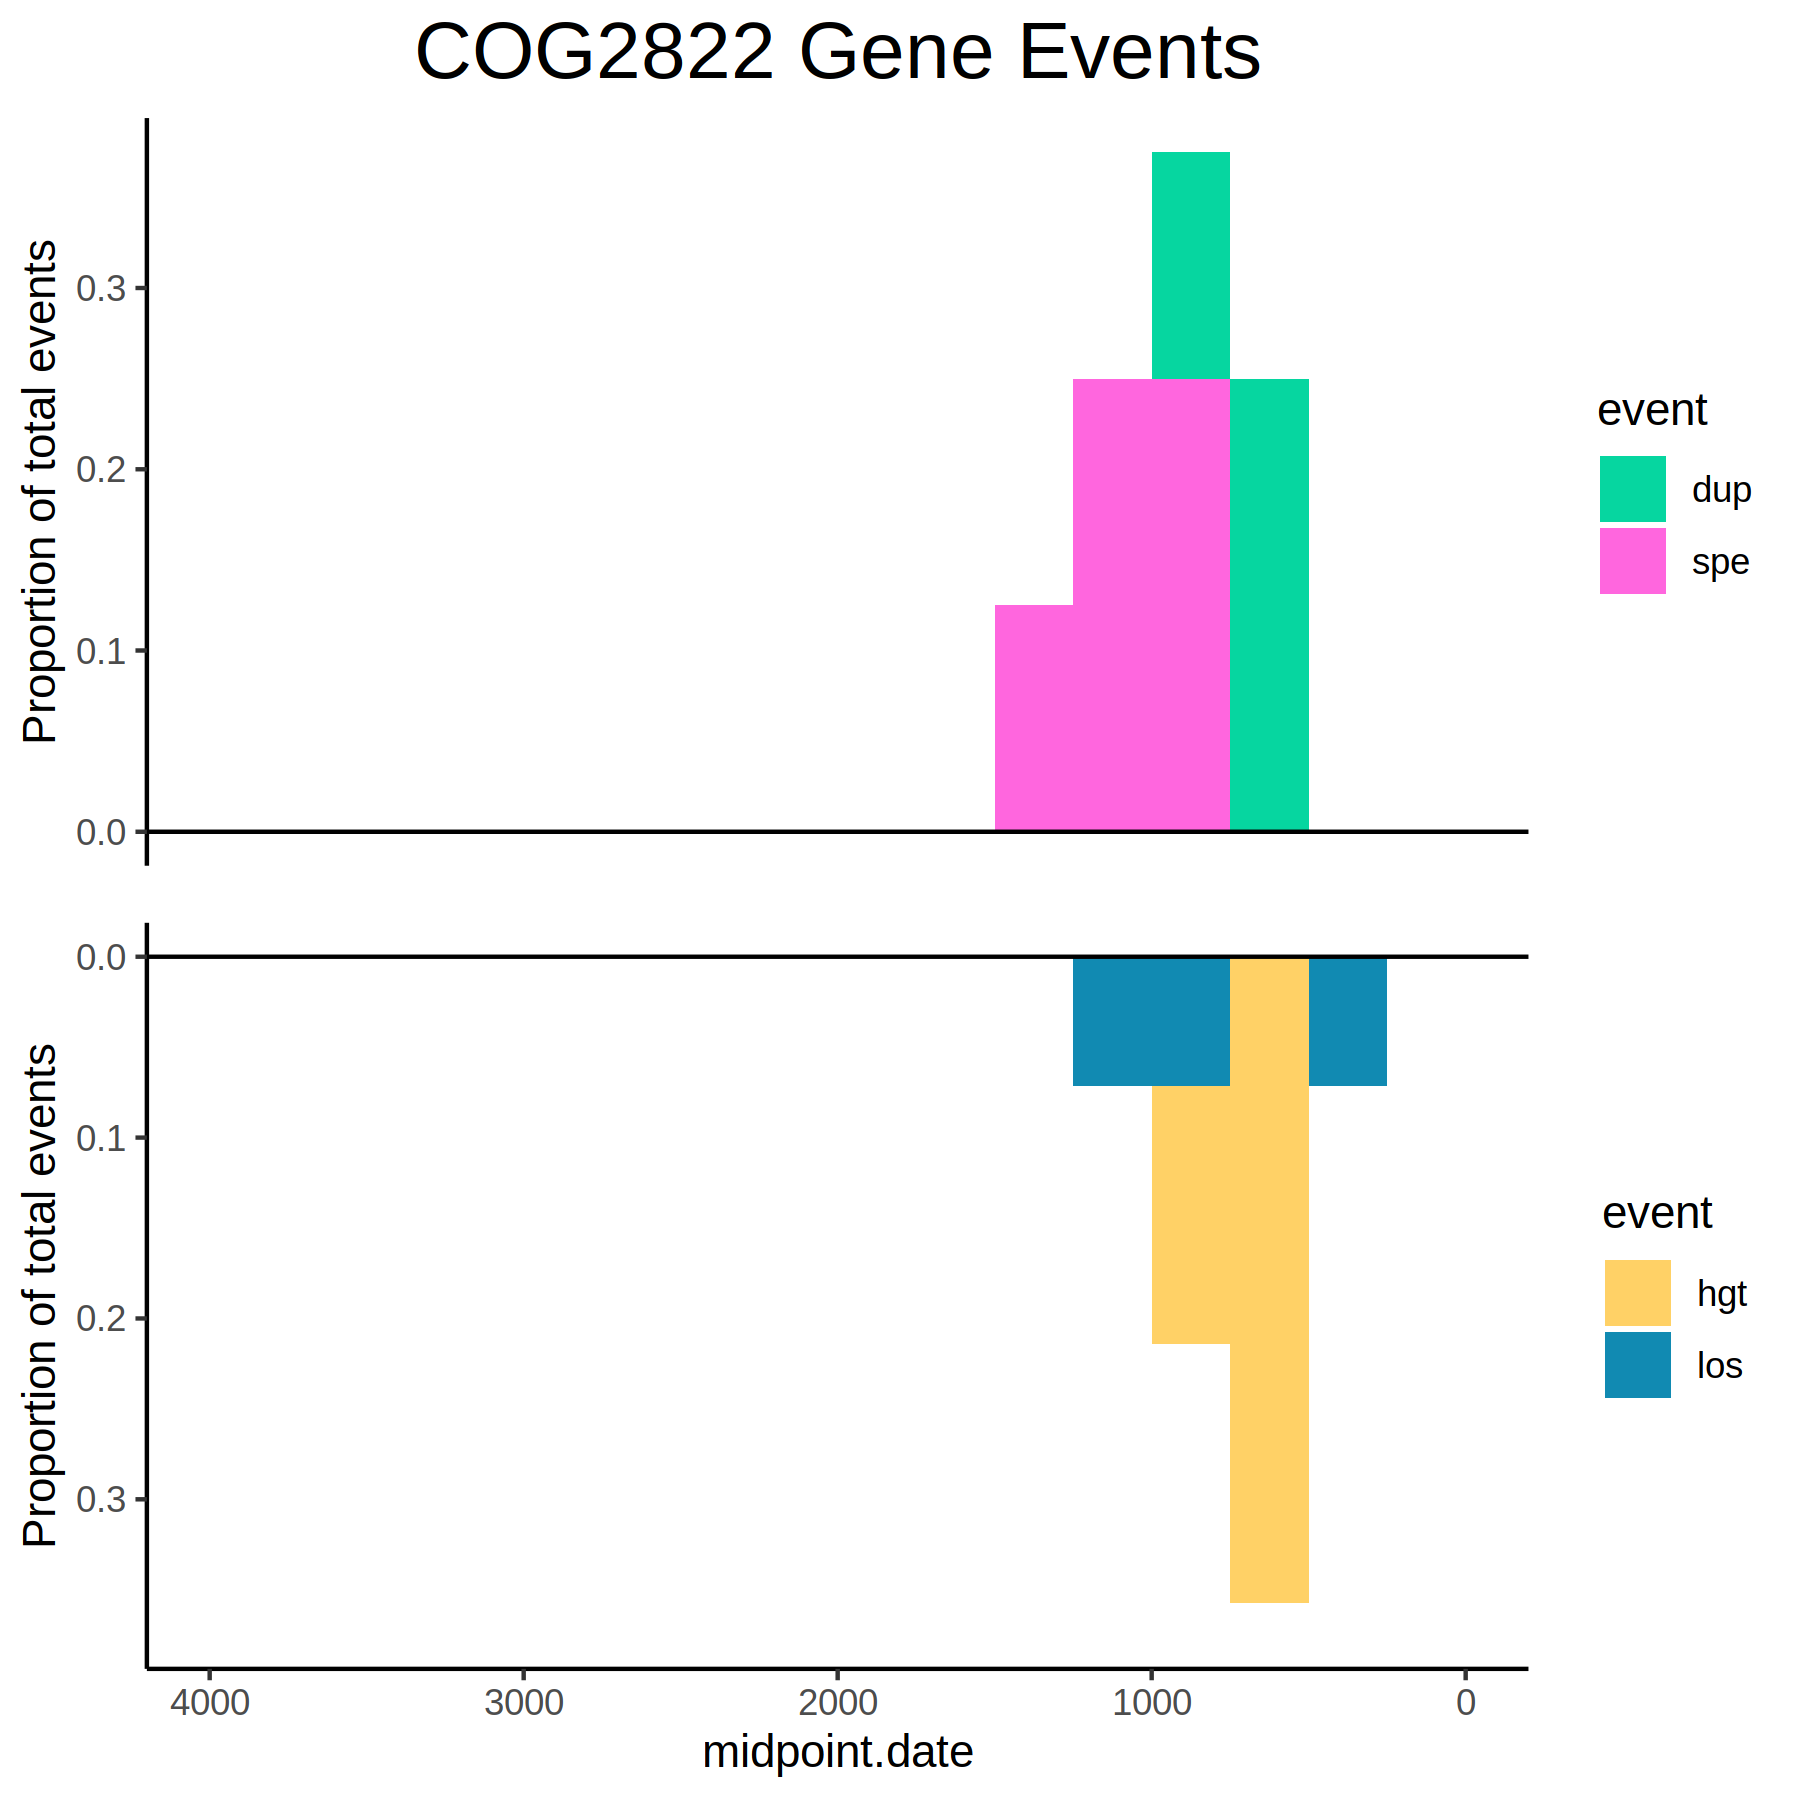 COG2822 Gene Events
Proportion of total events
0.3
0.2
0.1
0.0
event
dup
spe
Proportion of total events
0.0
0.1
0.2
0.3
event
hgt
los
4000 3000 2000 1000 0
midpoint.date